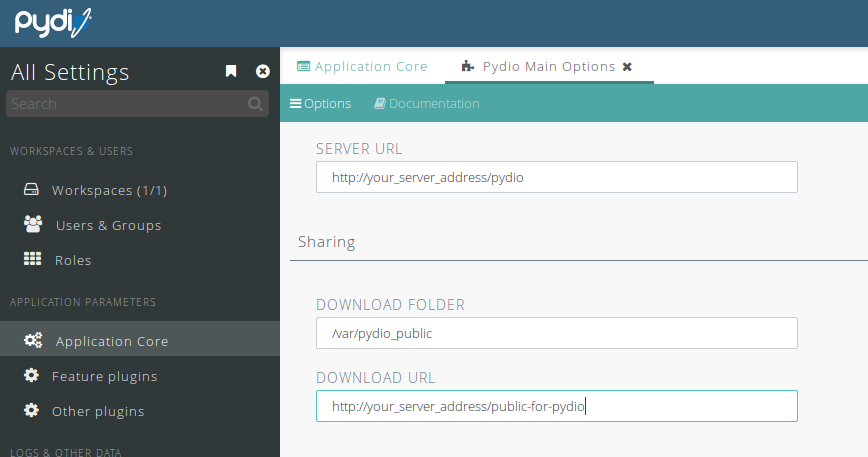 pydio
All Settings
Search
WORKSPACES & USERS
Workspaces (1/1)
Users & Groups
Roles
APPLICATION PARAMETERS
Application Core
Feature plugins
Other plugins
LOGS & OTHER DATA
Application Core
Pydio Main Options
Options
Documentation
SERVER URL
http://your_server_address/pydio
Sharing
DOWNLOAD FOLDER
/var/pydio_public
DOWNLOAD URL
http://your_server_address/public-for-pydio